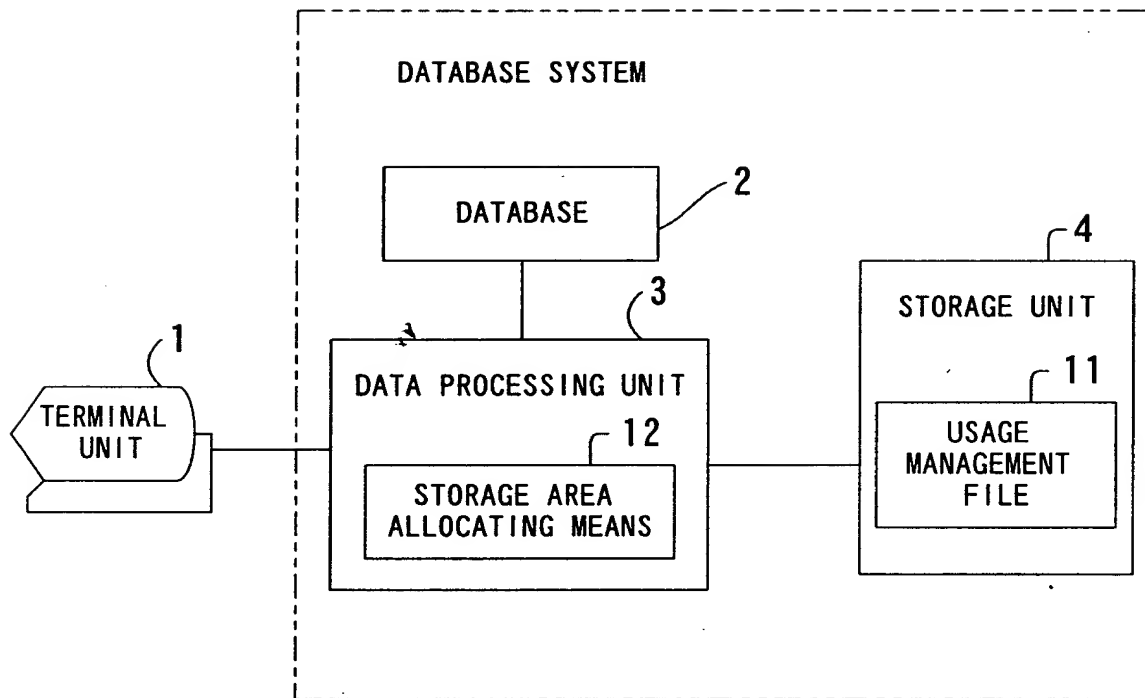 DATABASE SYSTEM
2
DATABASE
4
3
STORAGE UNIT
1
DATA PROCESSING UNIT
11
TERMINAL
UNIT
12
USAGE
MANAGEMENT
FILE
STORAGE AREA
ALLOCATING MEANS